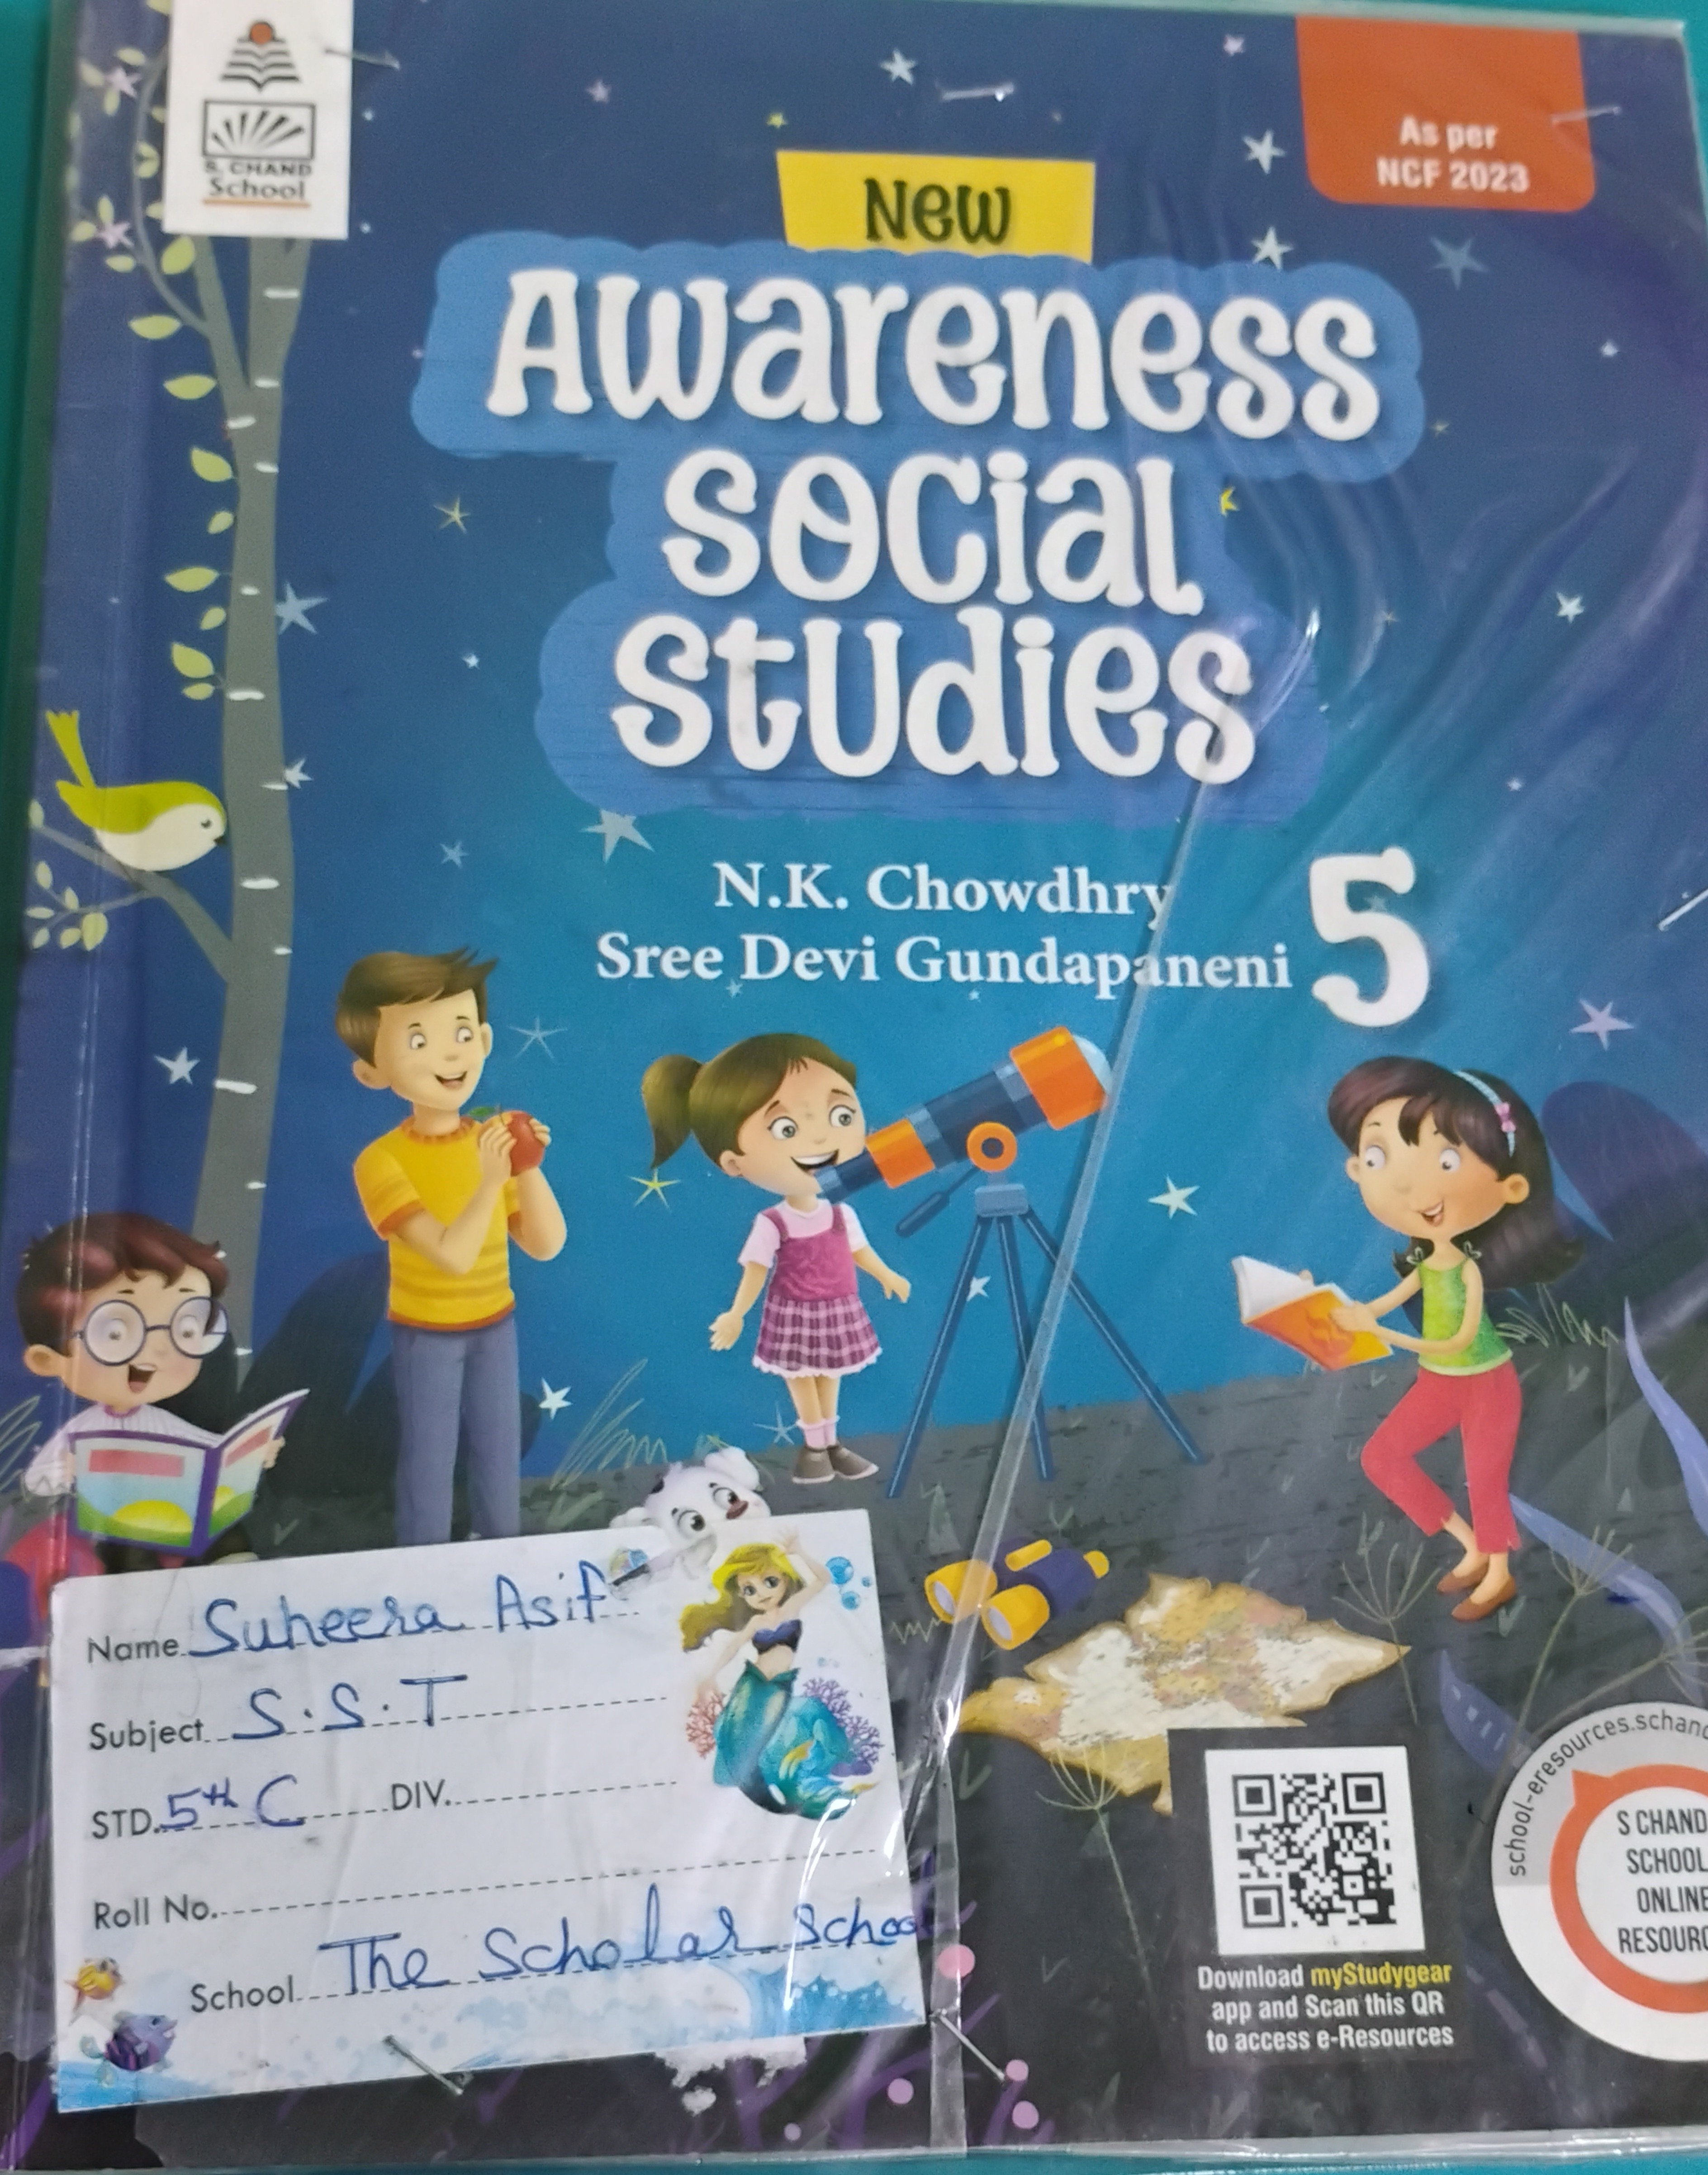 S. CHAND
School
As per
NCF 2023
New
Awareness
Social
Studies
N.K. Chowdhry
Sree Devi Gundapaneni
5
Name Suheera Asif
Subject S.S.T
STD. 5th C DIV.
Roll No.
School The Scholar School
Download myStudygear
app and Scan this QR
to access e-Resources
school-eresources.schand
S CHAND
SCHOOL
ONLINE
RESOURC